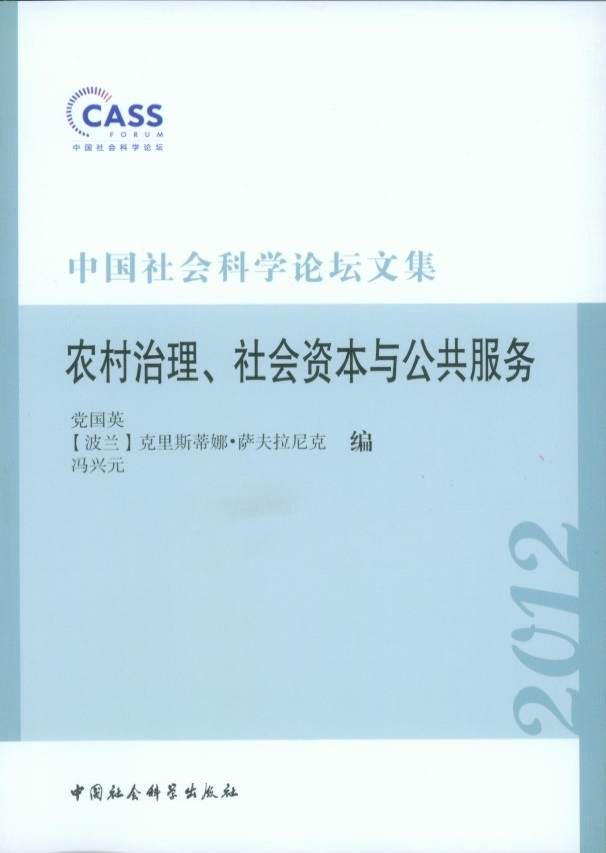 CASS
FORUM
中国社会科学论坛
中国社会科学论坛文集
农村治理、社会资本与公共服务
党国英
【波兰】克里斯蒂娜·萨夫拉尼克 编
冯兴元
2012
中国社会科学出版社